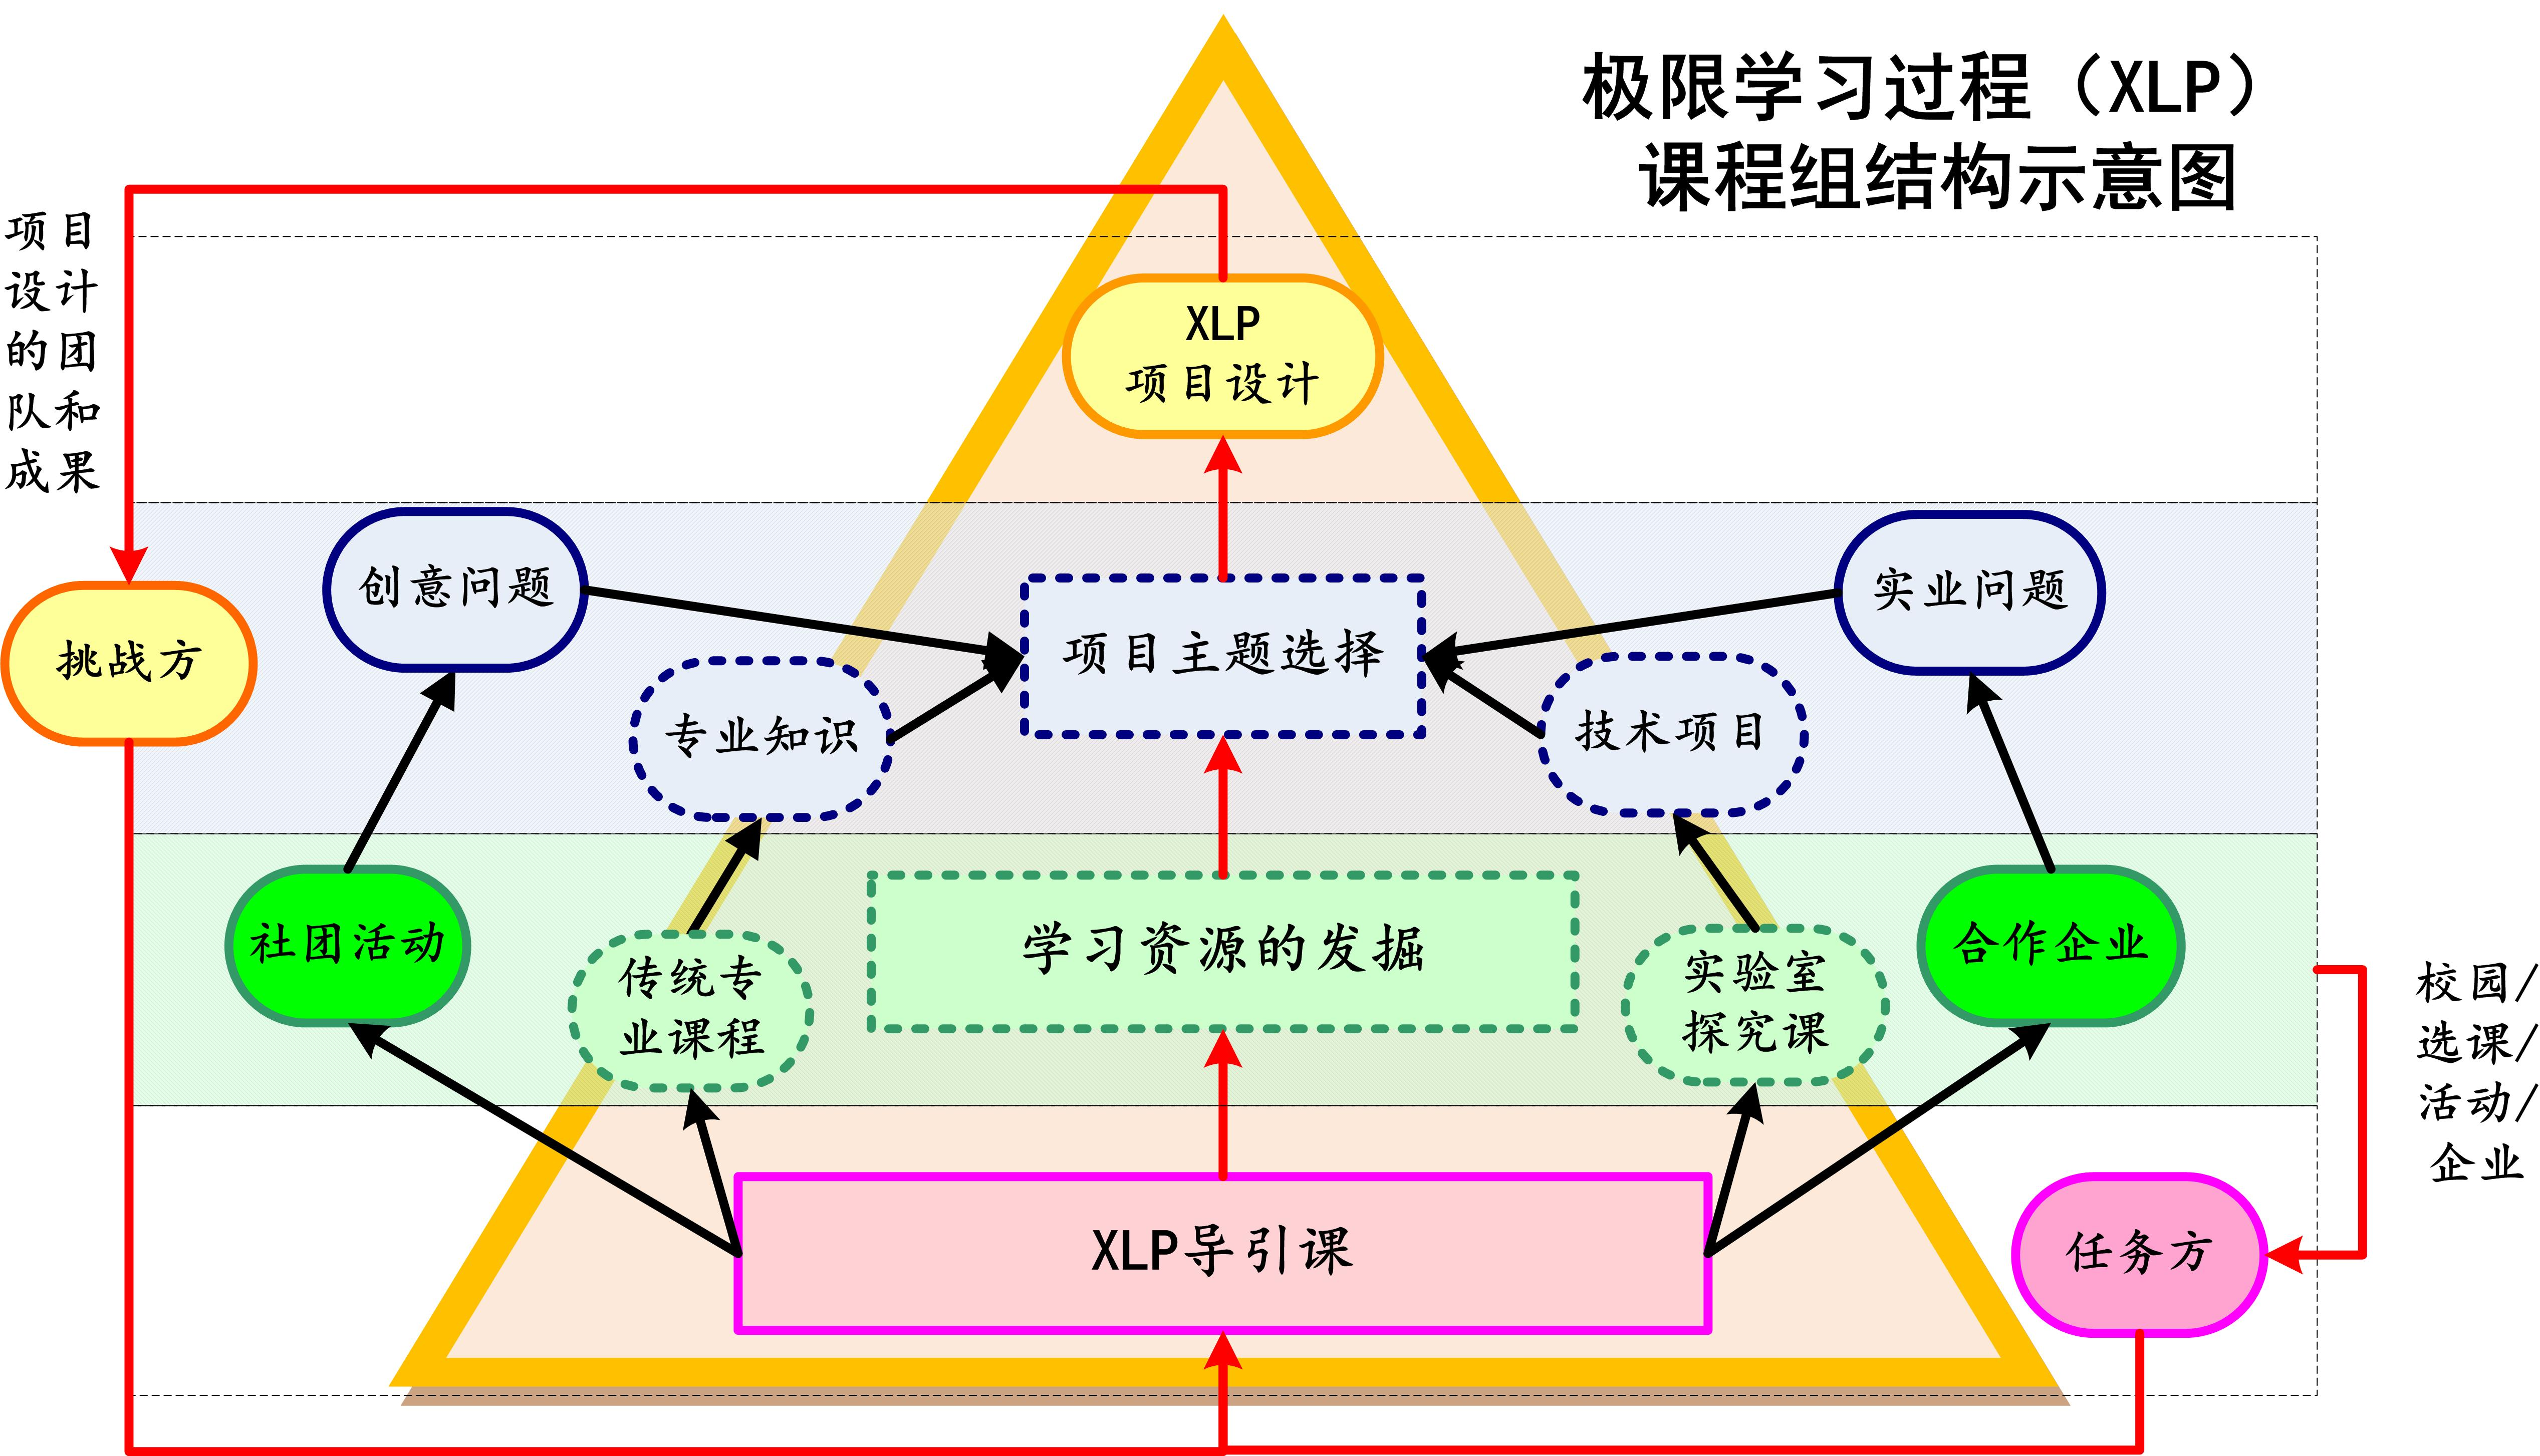 极限学习过程（XLP）
课程组结构示意图
项目
设计
的团
队和
成果
XLP
项目设计
创意问题
实业问题
挑战方
项目主题选择
专业知识
技术项目
社团活动
传统专
业课程
学习资源的发掘
实验室
探究课
合作企业
校园/
选课/
活动/
企业
XLP导引课
任务方